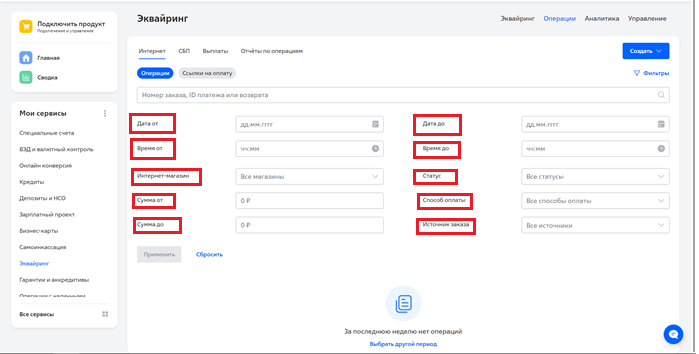 Подключить продукт
Подключение и управление
Главная
Сводка
Мои сервисы
Специальные счета
ВЭД и валютный контроль
Онлайн конверсия
Кредиты
Депозиты и НСО
Зарплатный проект
Бизнес-карты
Самоинкассация
Эквайринг
Гарантии и аккредитивы
Операции с наличными
Все сервисы
Эквайринг
Эквайринг Операции Аналитика Управление
Интернет СБП Выплаты Отчёты по операциям
Создать
Операции Ссылки на оплату
Фильтры
Номер заказа, ID платежа или возврата
Дата от дд.мм.гггг Дата до дд.мм.гггг
Время от чч:мм Время до чч:мм
Интернет-магазин Все магазины Статус Все статусы
Сумма от 0 ₽ Способ оплаты Все способы оплаты
Сумма до 0 ₽ Источник заказа Все источники
Применить Сбросить
За последнюю неделю нет операций
Выбрать другой период